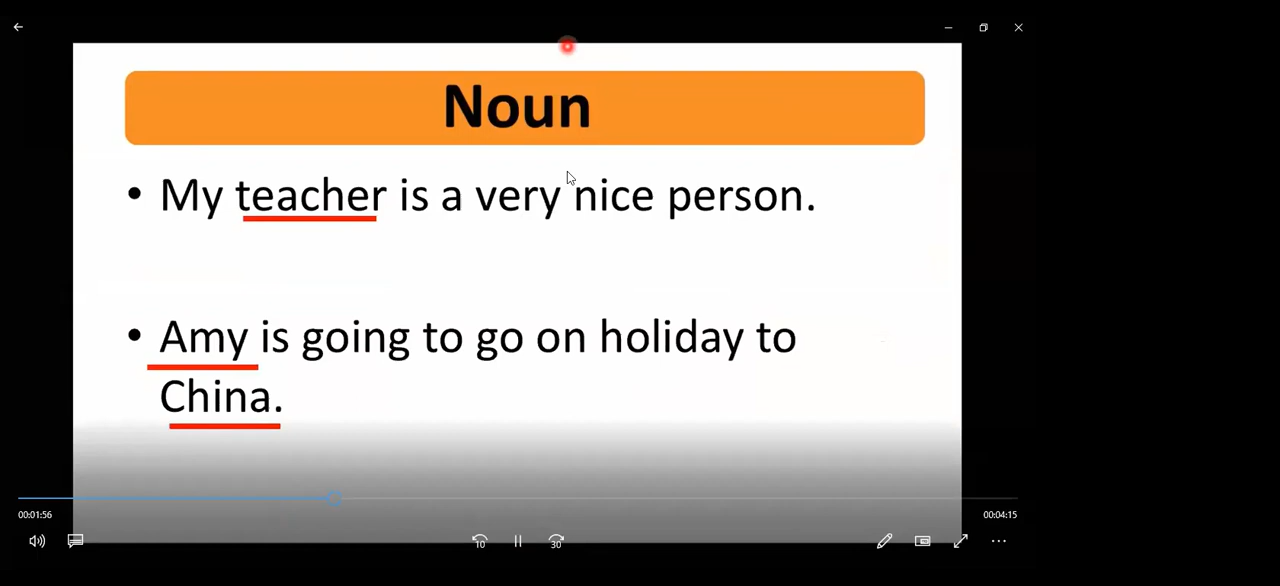 Noun
• My teacher is a very nice person.
• Amy is going to go on holiday to
China.
00:01:56
00:04:15
10
30